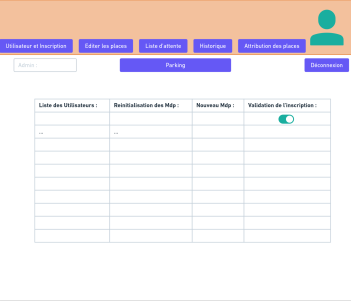 Utilisateur et Inscription Editer les places Liste d'attente Historique Attribution des places
Admin : Parking Déconnexion
Liste des Utilisateurs : Reinitialisation des Mdp : Nouveau Mdp : Validation de l'inscription :
... ...